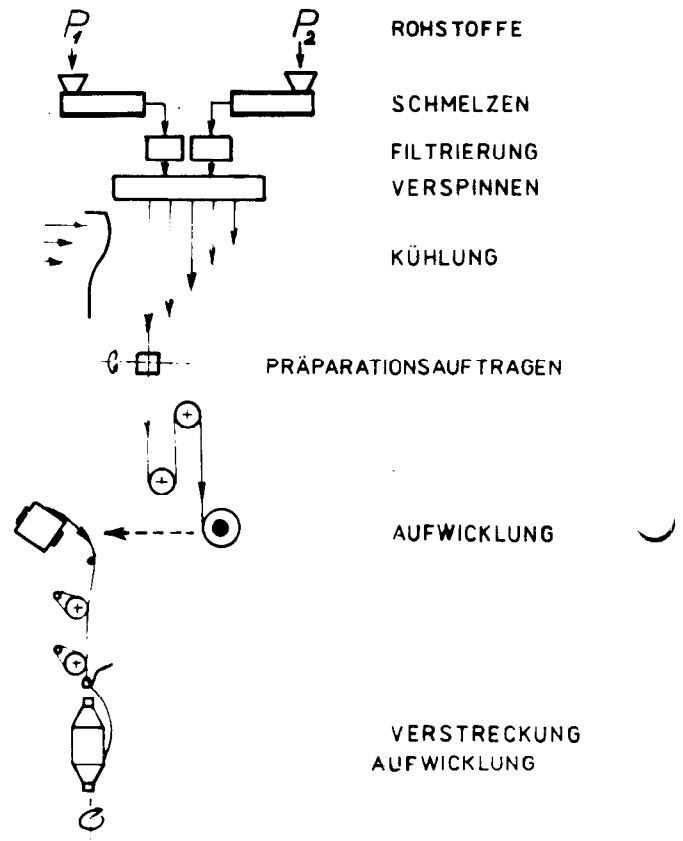 P1 P2 ROHSTOFFE
SCHMELZEN
FILTRIERUNG
VERSPINNEN
KÜHLUNG
PRÄPARATIONSAUFTRAGEN
AUFWICKLUNG
VERSTRECKUNG
AUFWICKLUNG